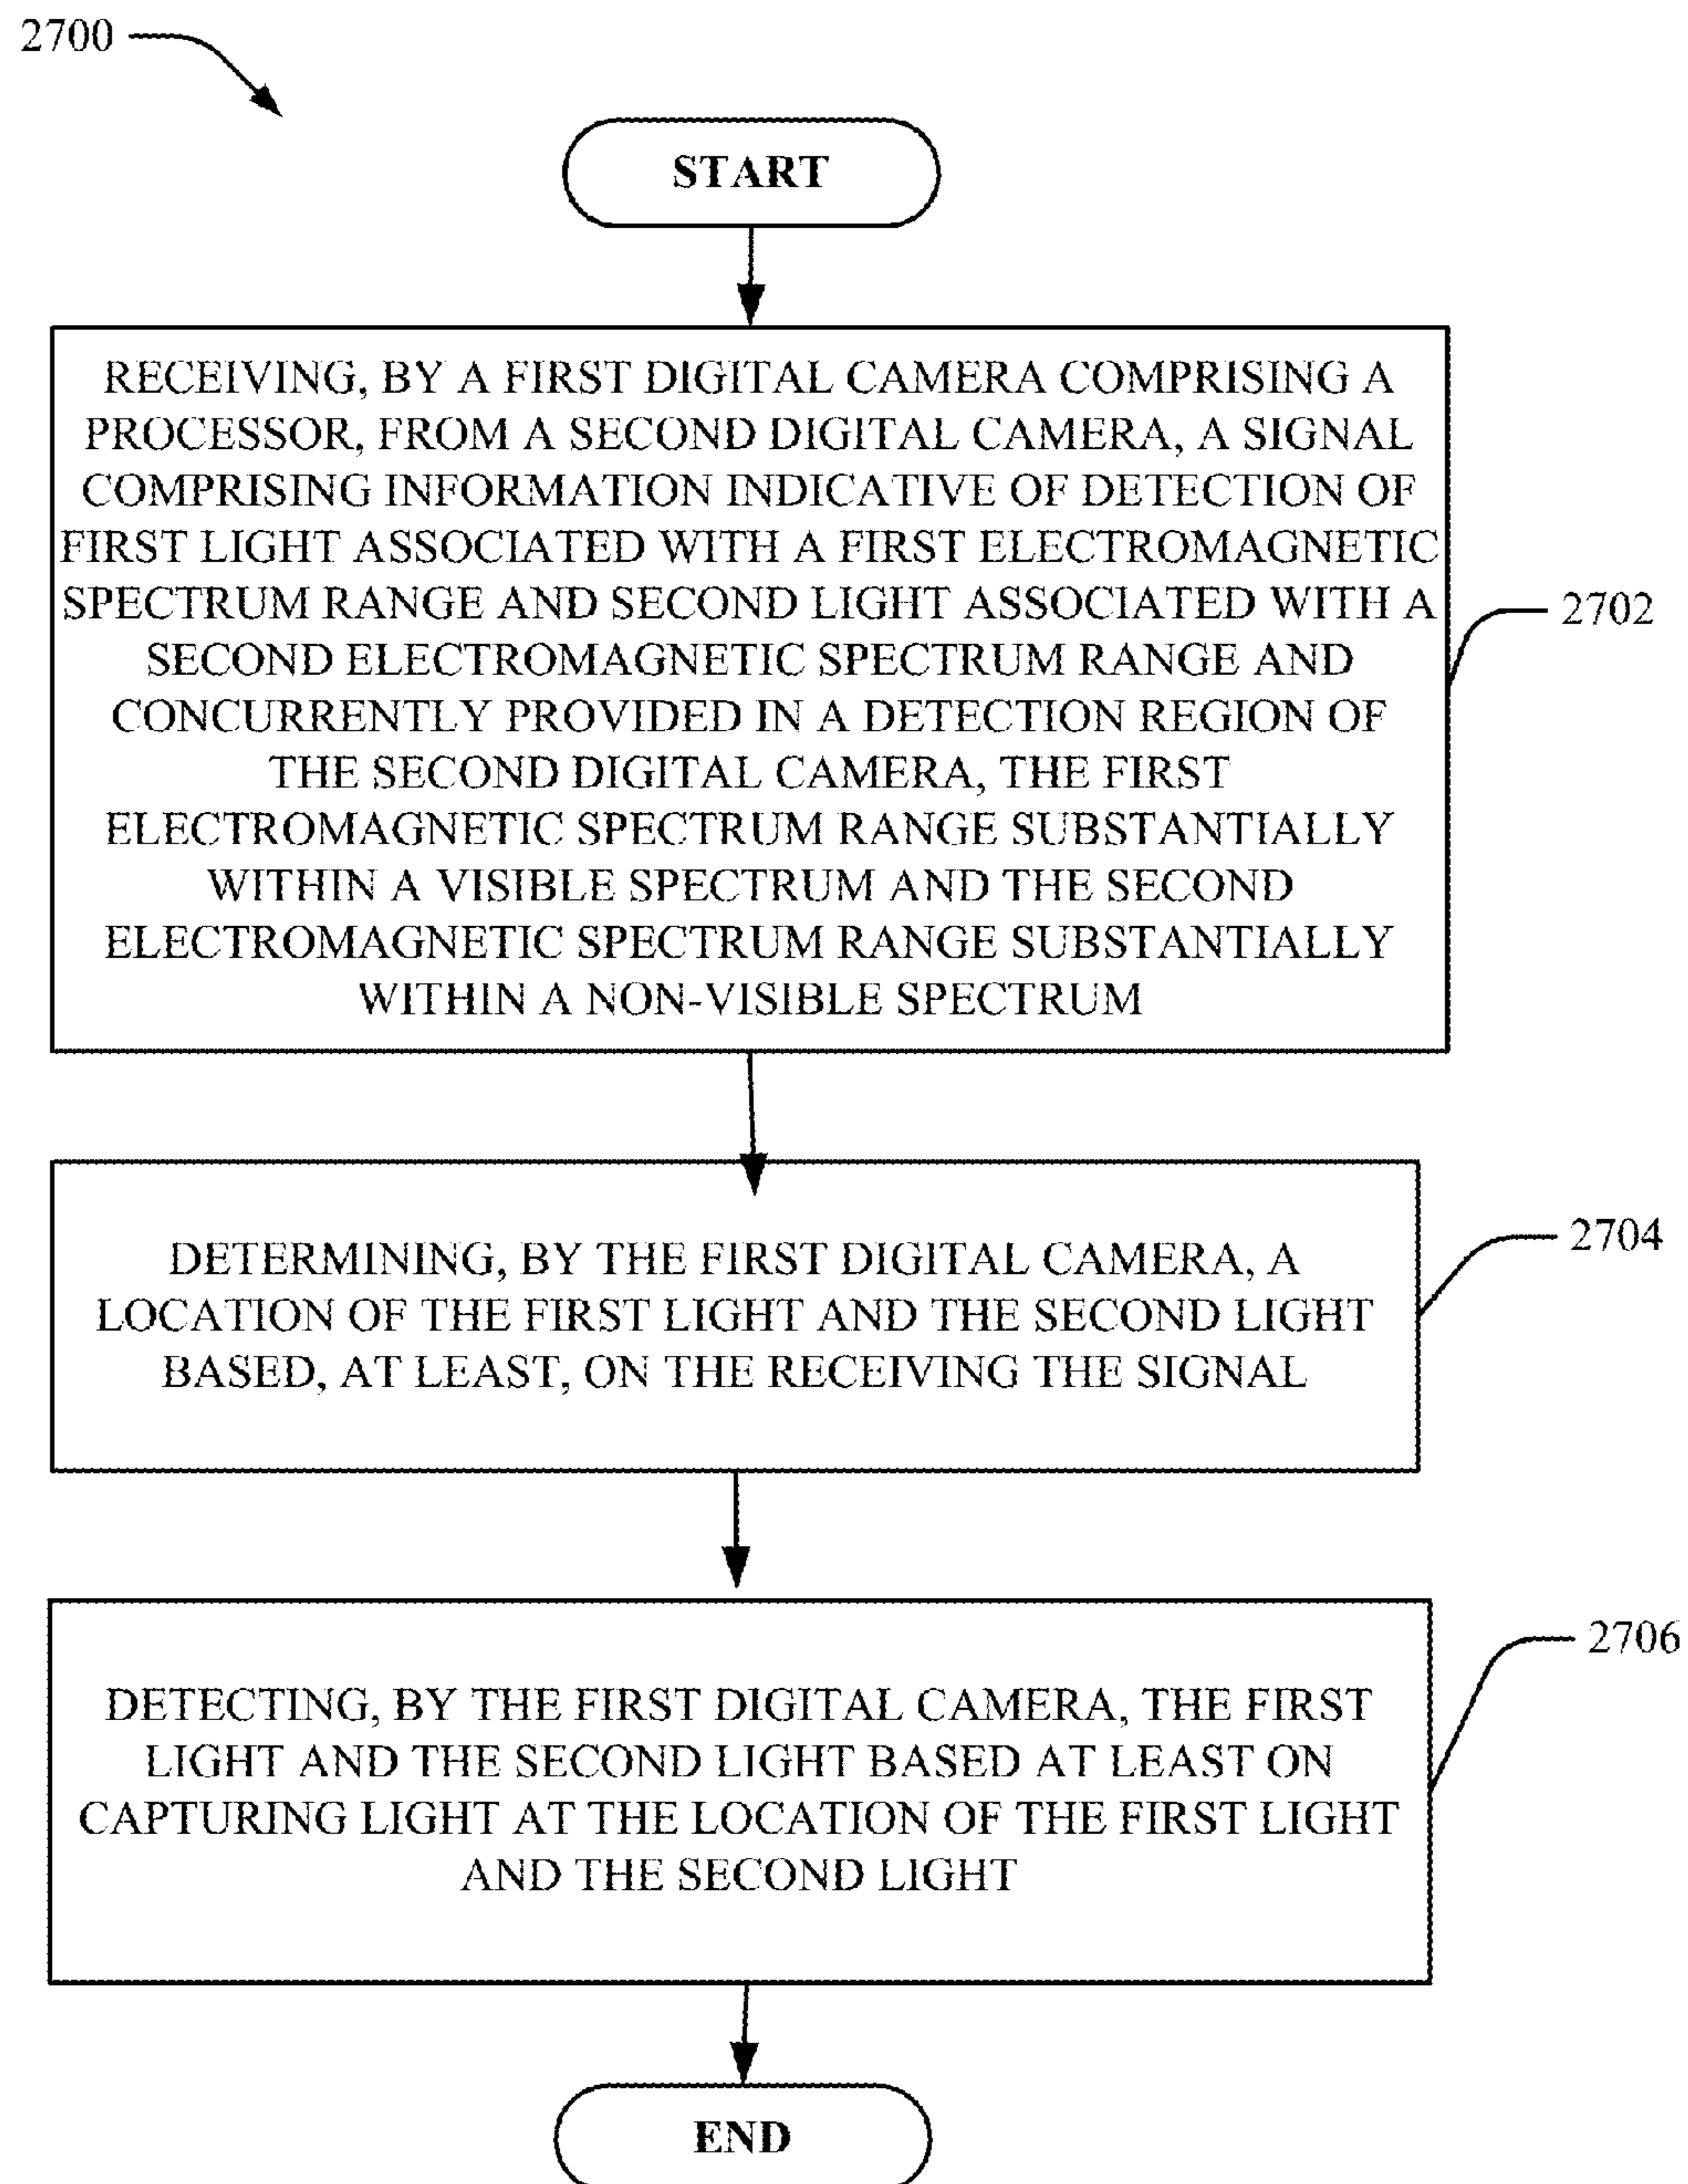 2700
START
RECEIVING, BY A FIRST DIGITAL CAMERA COMPRISING A
PROCESSOR, FROM A SECOND DIGITAL CAMERA, A SIGNAL
COMPRISING INFORMATION INDICATIVE OF DETECTION OF
FIRST LIGHT ASSOCIATED WITH A FIRST ELECTROMAGNETIC
SPECTRUM RANGE AND SECOND LIGHT ASSOCIATED WITH A
SECOND ELECTROMAGNETIC SPECTRUM RANGE AND
CONCURRENTLY PROVIDED IN A DETECTION REGION OF
THE SECOND DIGITAL CAMERA, THE FIRST
ELECTROMAGNETIC SPECTRUM RANGE SUBSTANTIALLY
WITHIN A VISIBLE SPECTRUM AND THE SECOND
ELECTROMAGNETIC SPECTRUM RANGE SUBSTANTIALLY
WITHIN A NON-VISIBLE SPECTRUM
2702
DETERMINING, BY THE FIRST DIGITAL CAMERA, A
LOCATION OF THE FIRST LIGHT AND THE SECOND LIGHT
BASED, AT LEAST, ON THE RECEIVING THE SIGNAL
2704
DETECTING, BY THE FIRST DIGITAL CAMERA, THE FIRST
LIGHT AND THE SECOND LIGHT BASED AT LEAST ON
CAPTURING LIGHT AT THE LOCATION OF THE FIRST LIGHT
AND THE SECOND LIGHT
2706
END